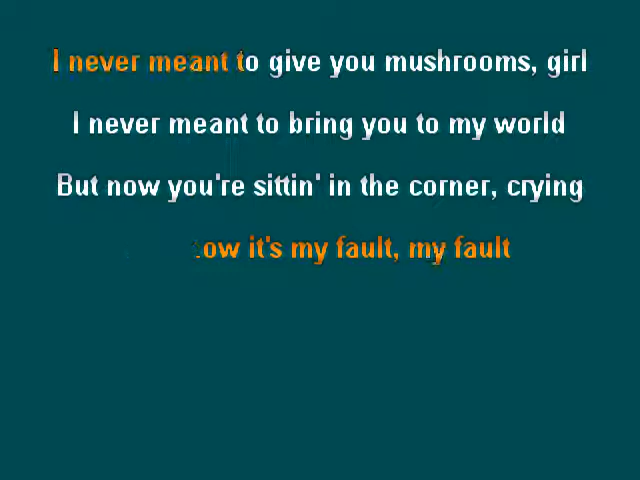 I never meant to give you mushrooms, girl
I never meant to bring you to my world
But now you're sittin' in the corner, crying
it's my fault, my fault